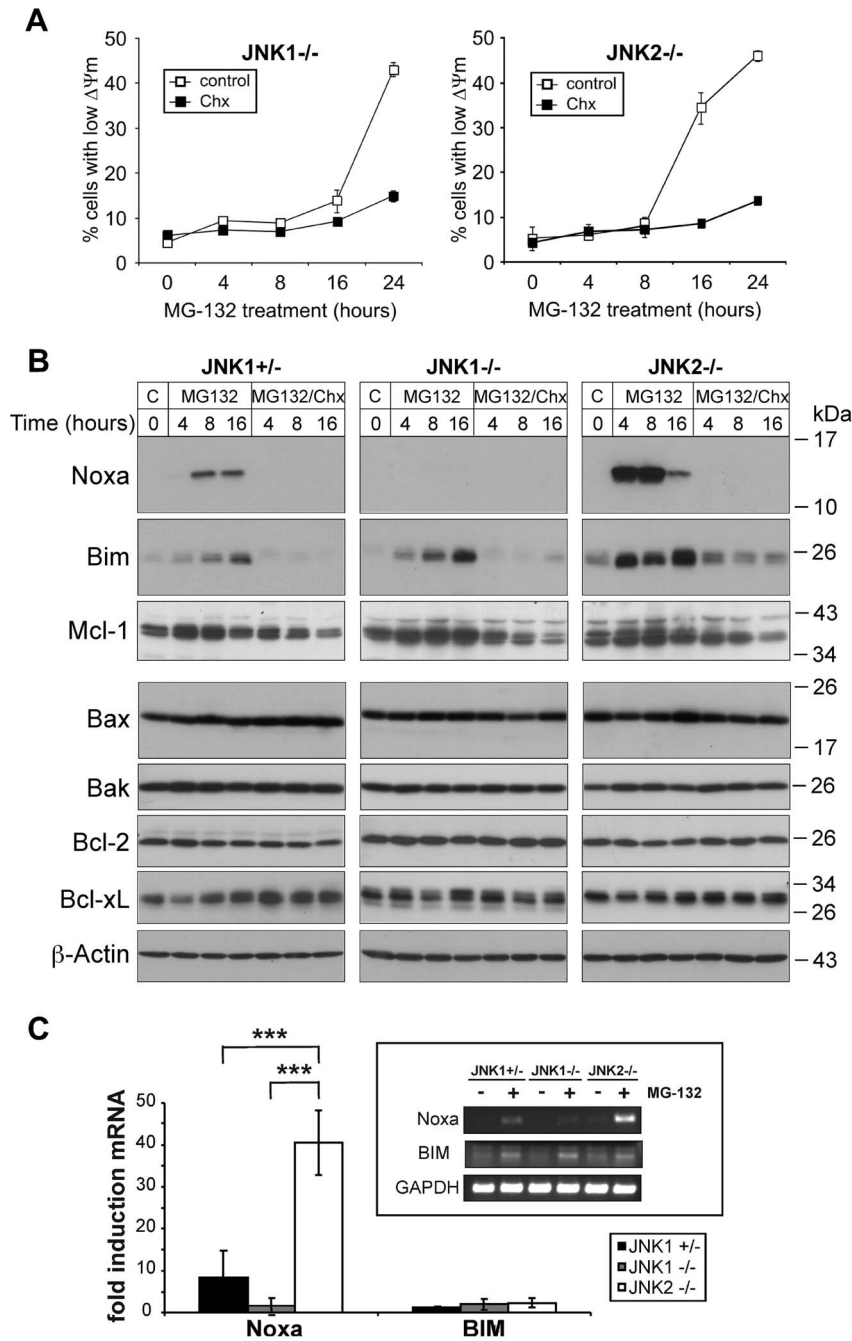 A
JNK1-/-
% cells with low ΔΨm
50
40
30
20
10
0
control
Chx
0 4 8 16 24
MG-132 treatment (hours)
JNK2-/-
% cells with low ΔΨm
50
40
30
20
10
0
control
Chx
0 4 8 16 24
MG-132 treatment (hours)
B
JNK1+/- JNK1-/- JNK2-/-
C MG132 MG132/Chx C MG132 MG132/Chx C MG132 MG132/Chx
kDa
Time (hours) 0 4 8 16 4 8 16 0 4 8 16 4 8 16 0 4 8 16 4 8 16
17
Noxa
10
Bim 26
43
Mcl-1
34
26
Bax
17
Bak 26
Bcl-2 26
34
Bcl-xL
26
β-Actin 43
C
fold induction mRNA
50
40
30
20
10
0
***
***
Noxa BIM
JNK1+/- JNK1-/- JNK2-/-
- + - + - + MG-132
Noxa
BIM
GAPDH
JNK1 +/-
JNK1 -/-
JNK2 -/-